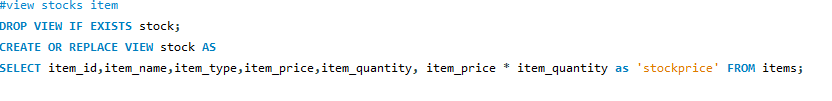 #view stocks item
DROP VIEW IF EXISTS stock;
CREATE OR REPLACE VIEW stock AS
SELECT item_id,item_name,item_type,item_price,item_quantity, item_price * item_quantity as 'stockprice' FROM items;